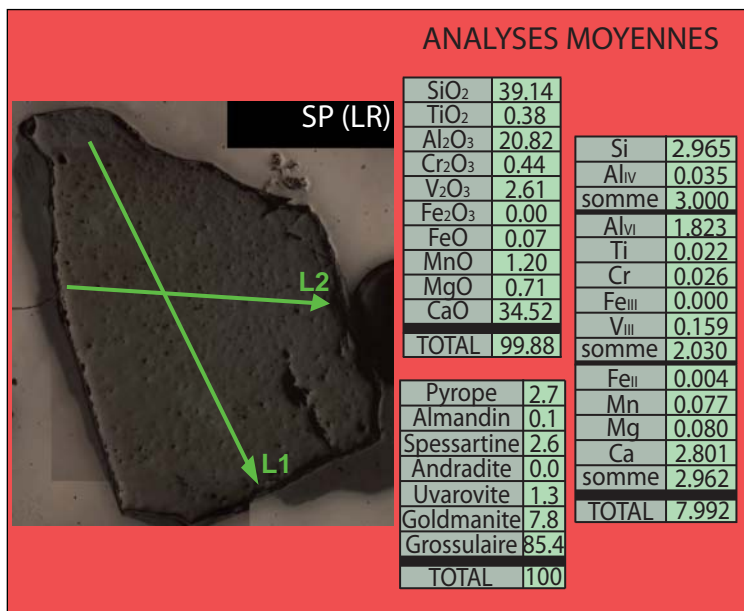 ANALYSES MOYENNES
SP (LR)
L2
L1
SiO₂ 39.14
TiO₂ 0.38
Al₂O₃ 20.82
Cr₂O₃ 0.44
V₂O₃ 2.61
Fe₂O₃ 0.00
FeO 0.07
MnO 1.20
MgO 0.71
CaO 34.52
TOTAL 99.88
Pyrope 2.7
Almandin 0.1
Spessartine 2.6
Andradite 0.0
Uvarovite 1.3
Goldmanite 7.8
Grossulaire 85.4
TOTAL 100
Si 2.965
AlIV 0.035
somme 3.000
AlVI 1.823
Ti 0.022
Cr 0.026
FeIII 0.000
VIII 0.159
somme 2.030
FeII 0.004
Mn 0.077
Mg 0.080
Ca 2.801
somme 2.962
TOTAL 7.992